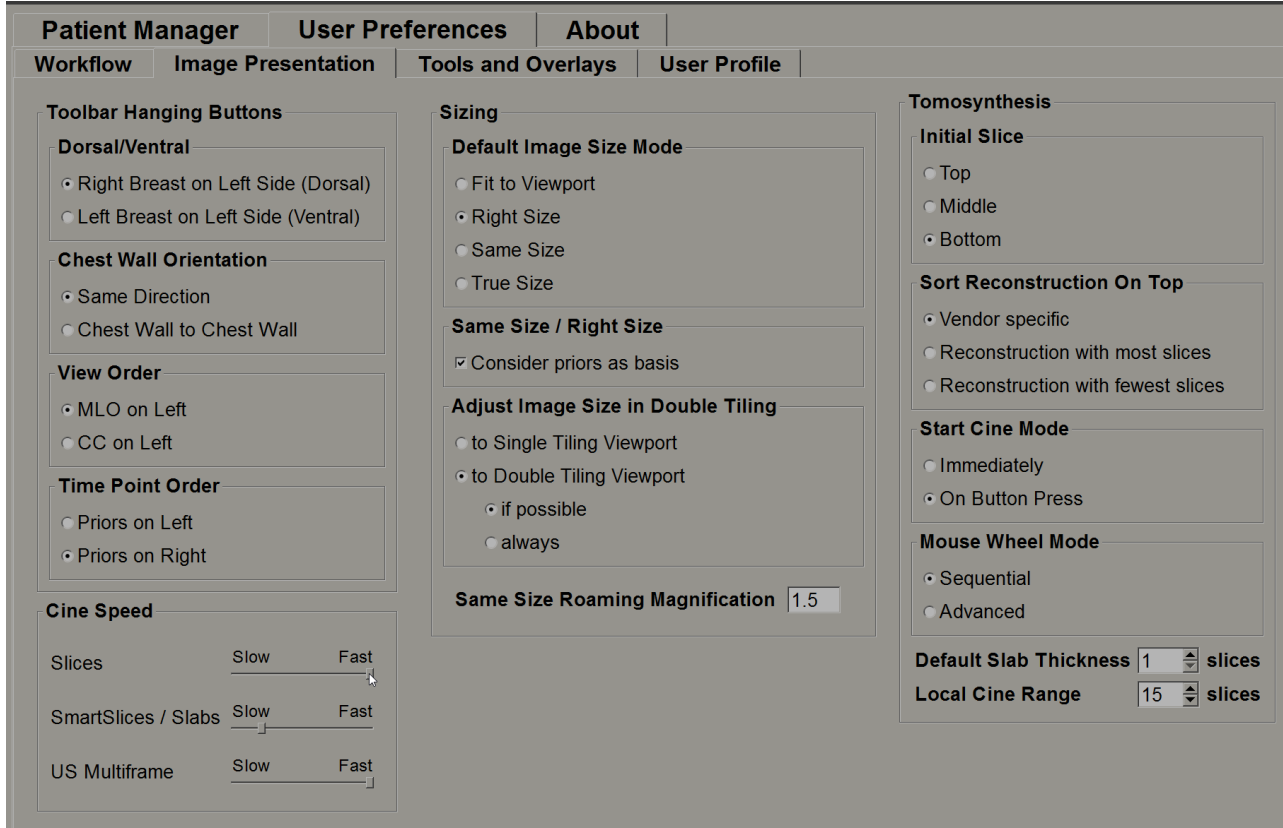 Patient Manager User Preferences About
Workflow Image Presentation Tools and Overlays User Profile
Toolbar Hanging Buttons
Dorsal/Ventral
Right Breast on Left Side (Dorsal)
Left Breast on Left Side (Ventral)
Chest Wall Orientation
Same Direction
Chest Wall to Chest Wall
View Order
MLO on Left
CC on Left
Time Point Order
Priors on Left
Priors on Right
Cine Speed
Slices Slow Fast
SmartSlices / Slabs Slow Fast
US Multiframe Slow Fast
Sizing
Default Image Size Mode
Fit to Viewport
Right Size
Same Size
True Size
Same Size / Right Size
Consider priors as basis
Adjust Image Size in Double Tiling
to Single Tiling Viewport
to Double Tiling Viewport
if possible
always
Same Size Roaming Magnification 1.5
Tomosynthesis
Initial Slice
Top
Middle
Bottom
Sort Reconstruction On Top
Vendor specific
Reconstruction with most slices
Reconstruction with fewest slices
Start Cine Mode
Immediately
On Button Press
Mouse Wheel Mode
Sequential
Advanced
Default Slab Thickness 1 slices
Local Cine Range 15 slices